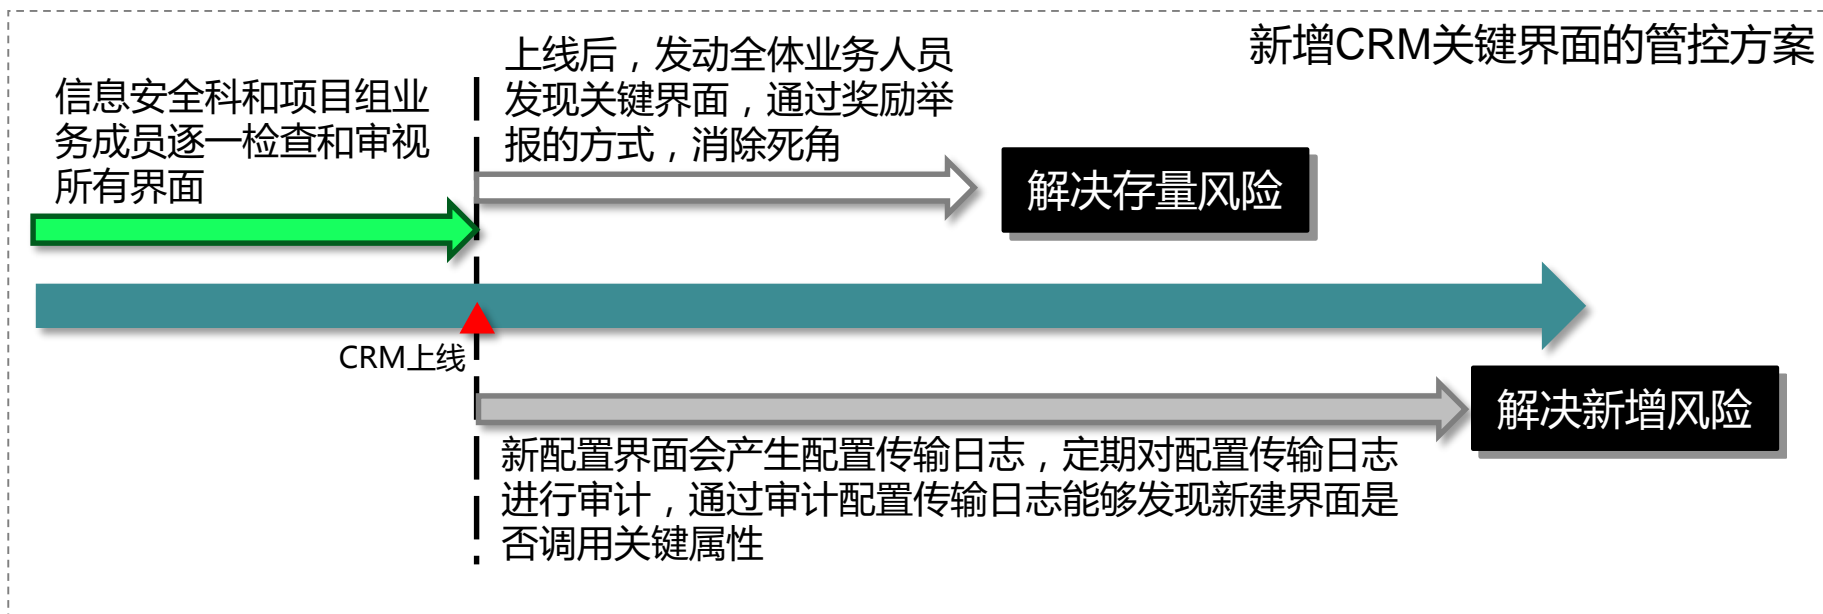 新增CRM关键界面的管控方案
信息安全科和项目组业
务成员逐一检查和审视
所有界面
上线后，发动全体业务人员
发现关键界面，通过奖励举
报的方式，消除死角
解决存量风险
CRM上线
解决新增风险
新配置界面会产生配置传输日志，定期对配置传输日志
进行审计，通过审计配置传输日志能够发现新建界面是
否调用关键属性